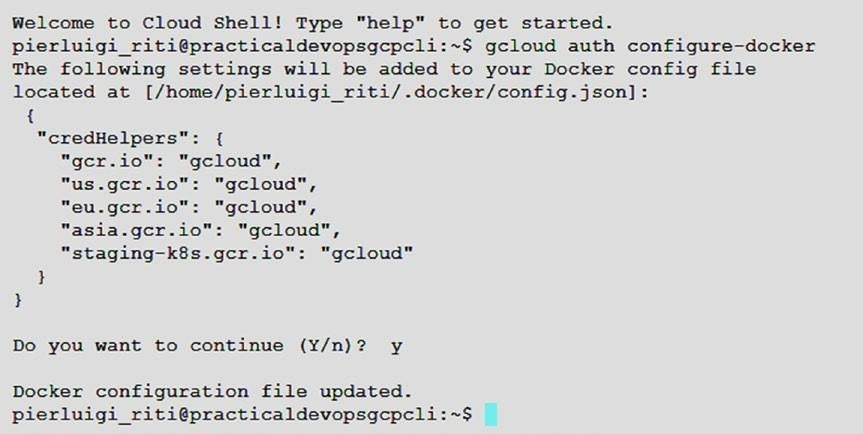 Welcome to Cloud Shell! Type "help" to get started.
pierluigi_riti@practicaldevopsgcpcli:~$ gcloud auth configure-docker
The following settings will be added to your Docker config file
located at [/home/pierluigi_riti/.docker/config.json]:
 {
  "credHelpers": {
    "gcr.io": "gcloud",
    "us.gcr.io": "gcloud",
    "eu.gcr.io": "gcloud",
    "asia.gcr.io": "gcloud",
    "staging-k8s.gcr.io": "gcloud"
  }
}
Do you want to continue (Y/n)?  y
Docker configuration file updated.
pierluigi_riti@practicaldevopsgcpcli:~$